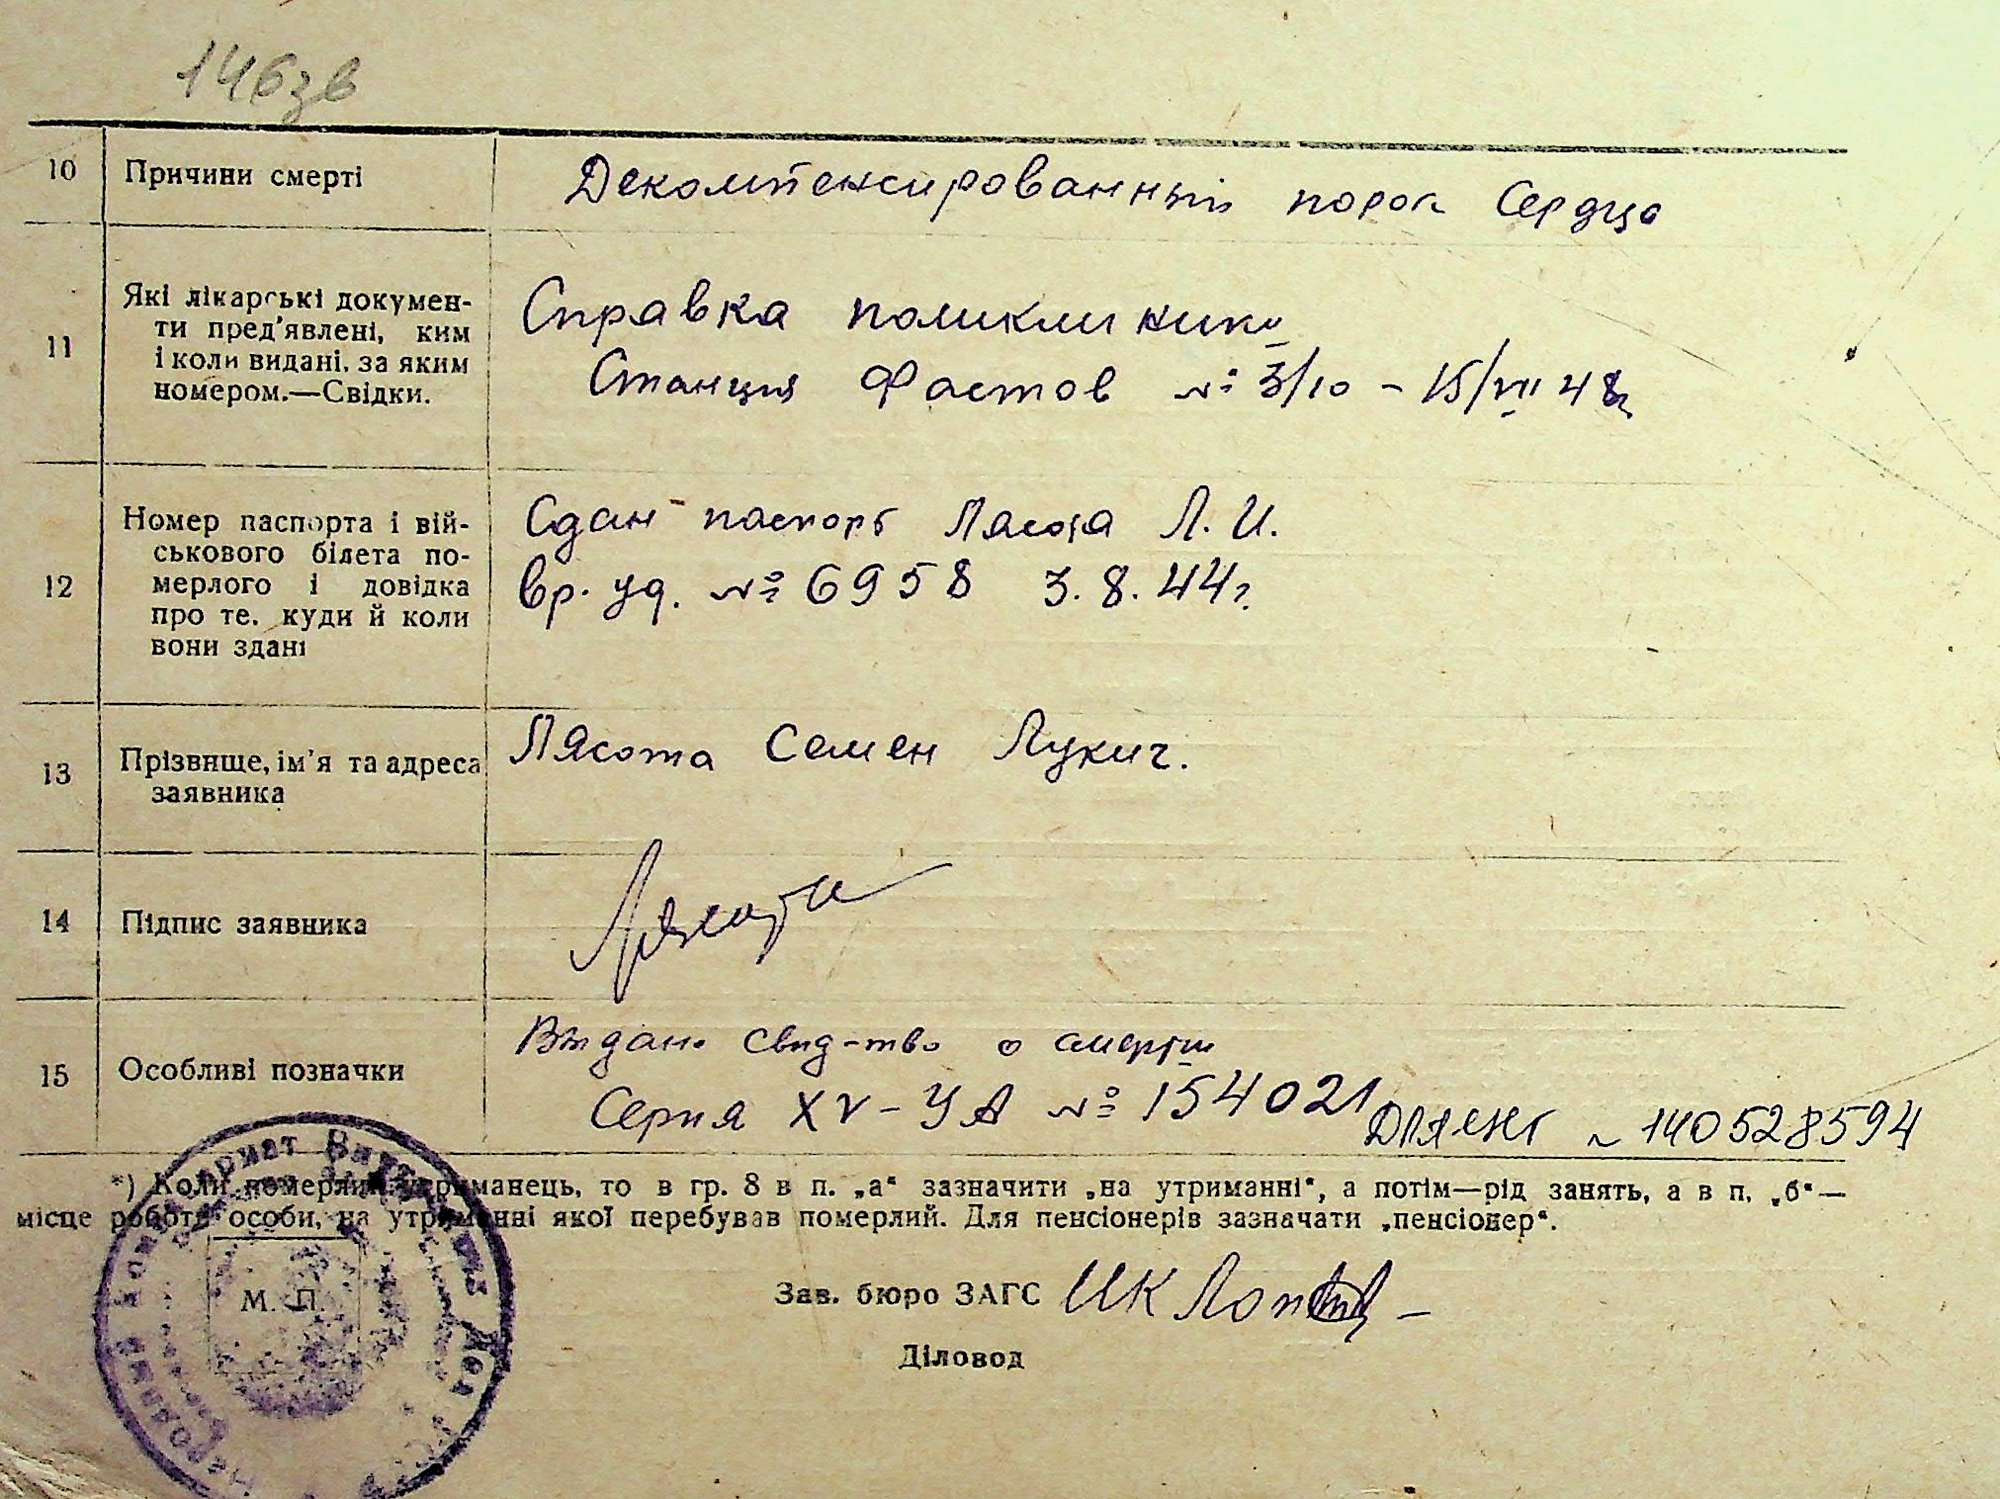 146зв
10 Причини смерті Декомпенсированный порок Сердца
11 Які лікарські докумен-
ти пред'явлені, ким
і коли видані, за яким
номером.—Свідки.
Справка поликлиники
Станция Фастов № 3/10 - 15/VII 48г
12 Номер паспорта і вій-
ськового білета по-
мерлого і довідка
про те, куди й коли
вони здані
Сдан паспорт Лясота Л. И.
вр. уд. № 6958 3.8.44г.
13 Прізвище, ім'я та адреса
заявника
Лясота Семен Лукич.
14 Підпис заявника Лясота
15 Особливі позначки
Выдано свид-тво о смерти
Серия XV-УА № 154021
№ 140528594
*) Коли померлий утриманець, то в гр. 8 в п. „а“ зазначити „на утриманні“, а потім—рід занять, а в п. „б“—
місце роботи особи, на утриманні якої перебував померлий. Для пенсіонерів зазначати „пенсіонер“.
Народний Комісаріат Внутрішніх
М. П.
Зав. бюро ЗАГС
Діловод